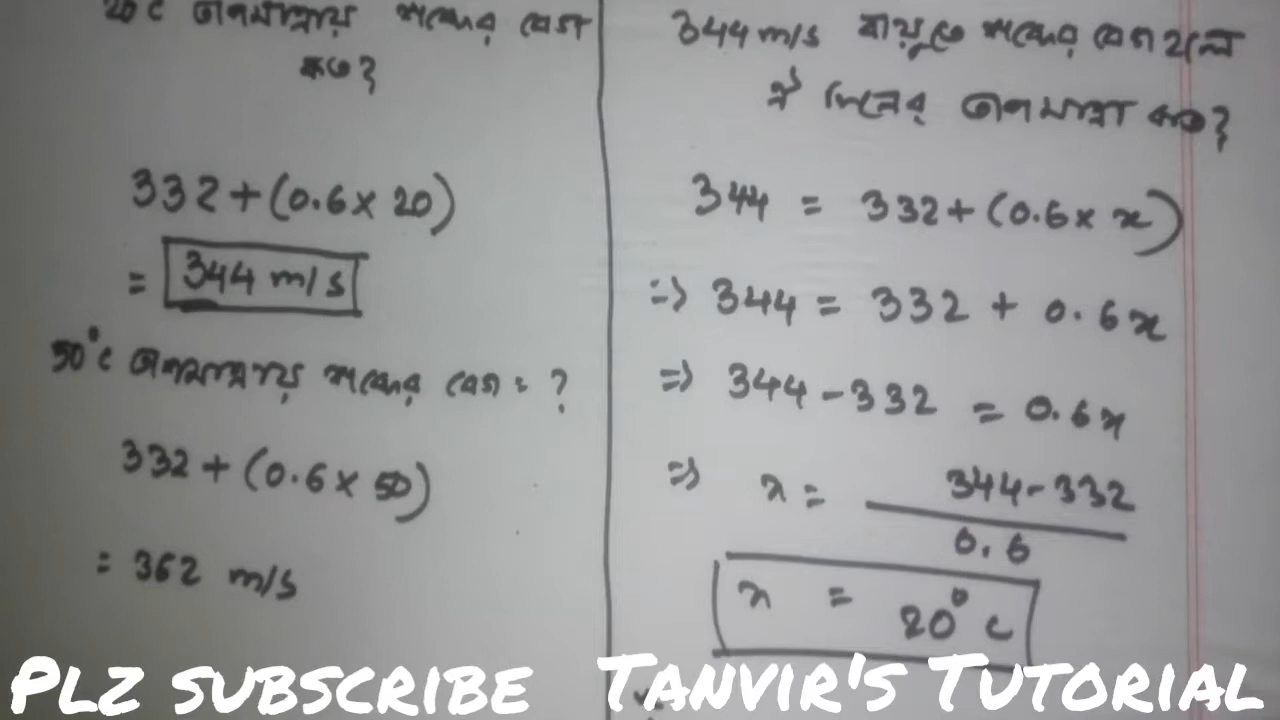 20°c তাপমাত্রায় শব্দের বেগ
কত?
332+(0.6×20)
= 344 m/s
50°c তাপমাত্রায় শব্দের বেগ = ?
332+(0.6×50)
= 362 m/s
344 m/s বায়ুতে শব্দের বেগ হলে
ঐ দিনের তাপমাত্রা কত?
344 = 332+(0.6× x)
=> 344 = 332 + 0.6x
=> 344-332 = 0.6x
=> x = 344-332
0.6
x = 20°c
PLZ SUBSCRIBE TANVIR'S TUTORIAL